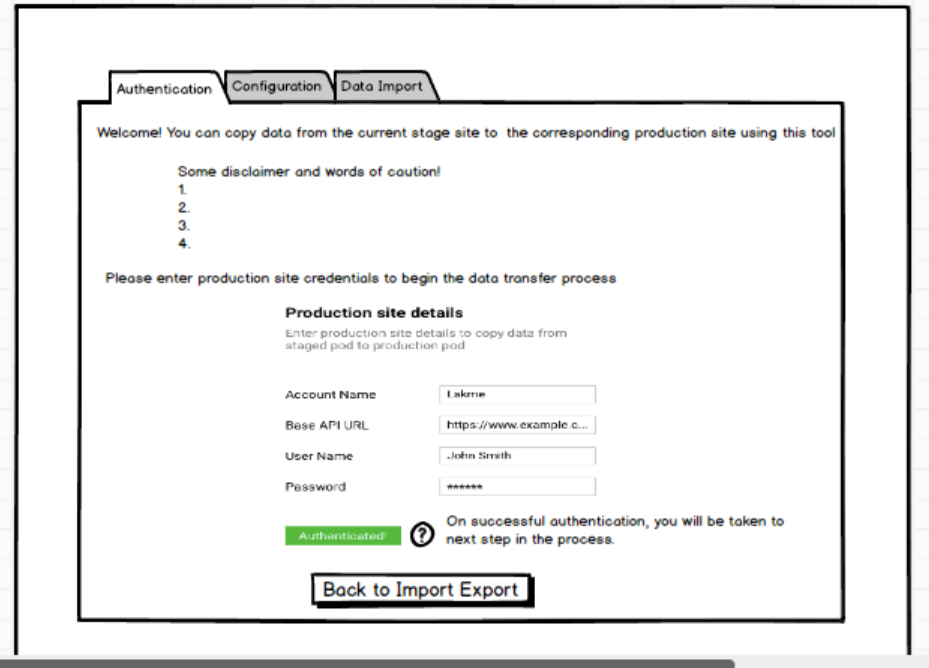 Authentication
Configuration
Data Import
Welcome! You can copy data from the current stage site to the corresponding production site using this tool
Some disclaimer and words of caution!
1.
2.
3.
4.
Please enter production site credentials to begin the data transfer process
Production site details
Enter production site details to copy data from
staged pod to production pod
Account Name
Lakme
Base API URL
https://www.example.c...
User Name
John Smith
Password
******
Authenticated!
?
On successful authentication, you will be taken to
next step in the process.
Back to Import Export